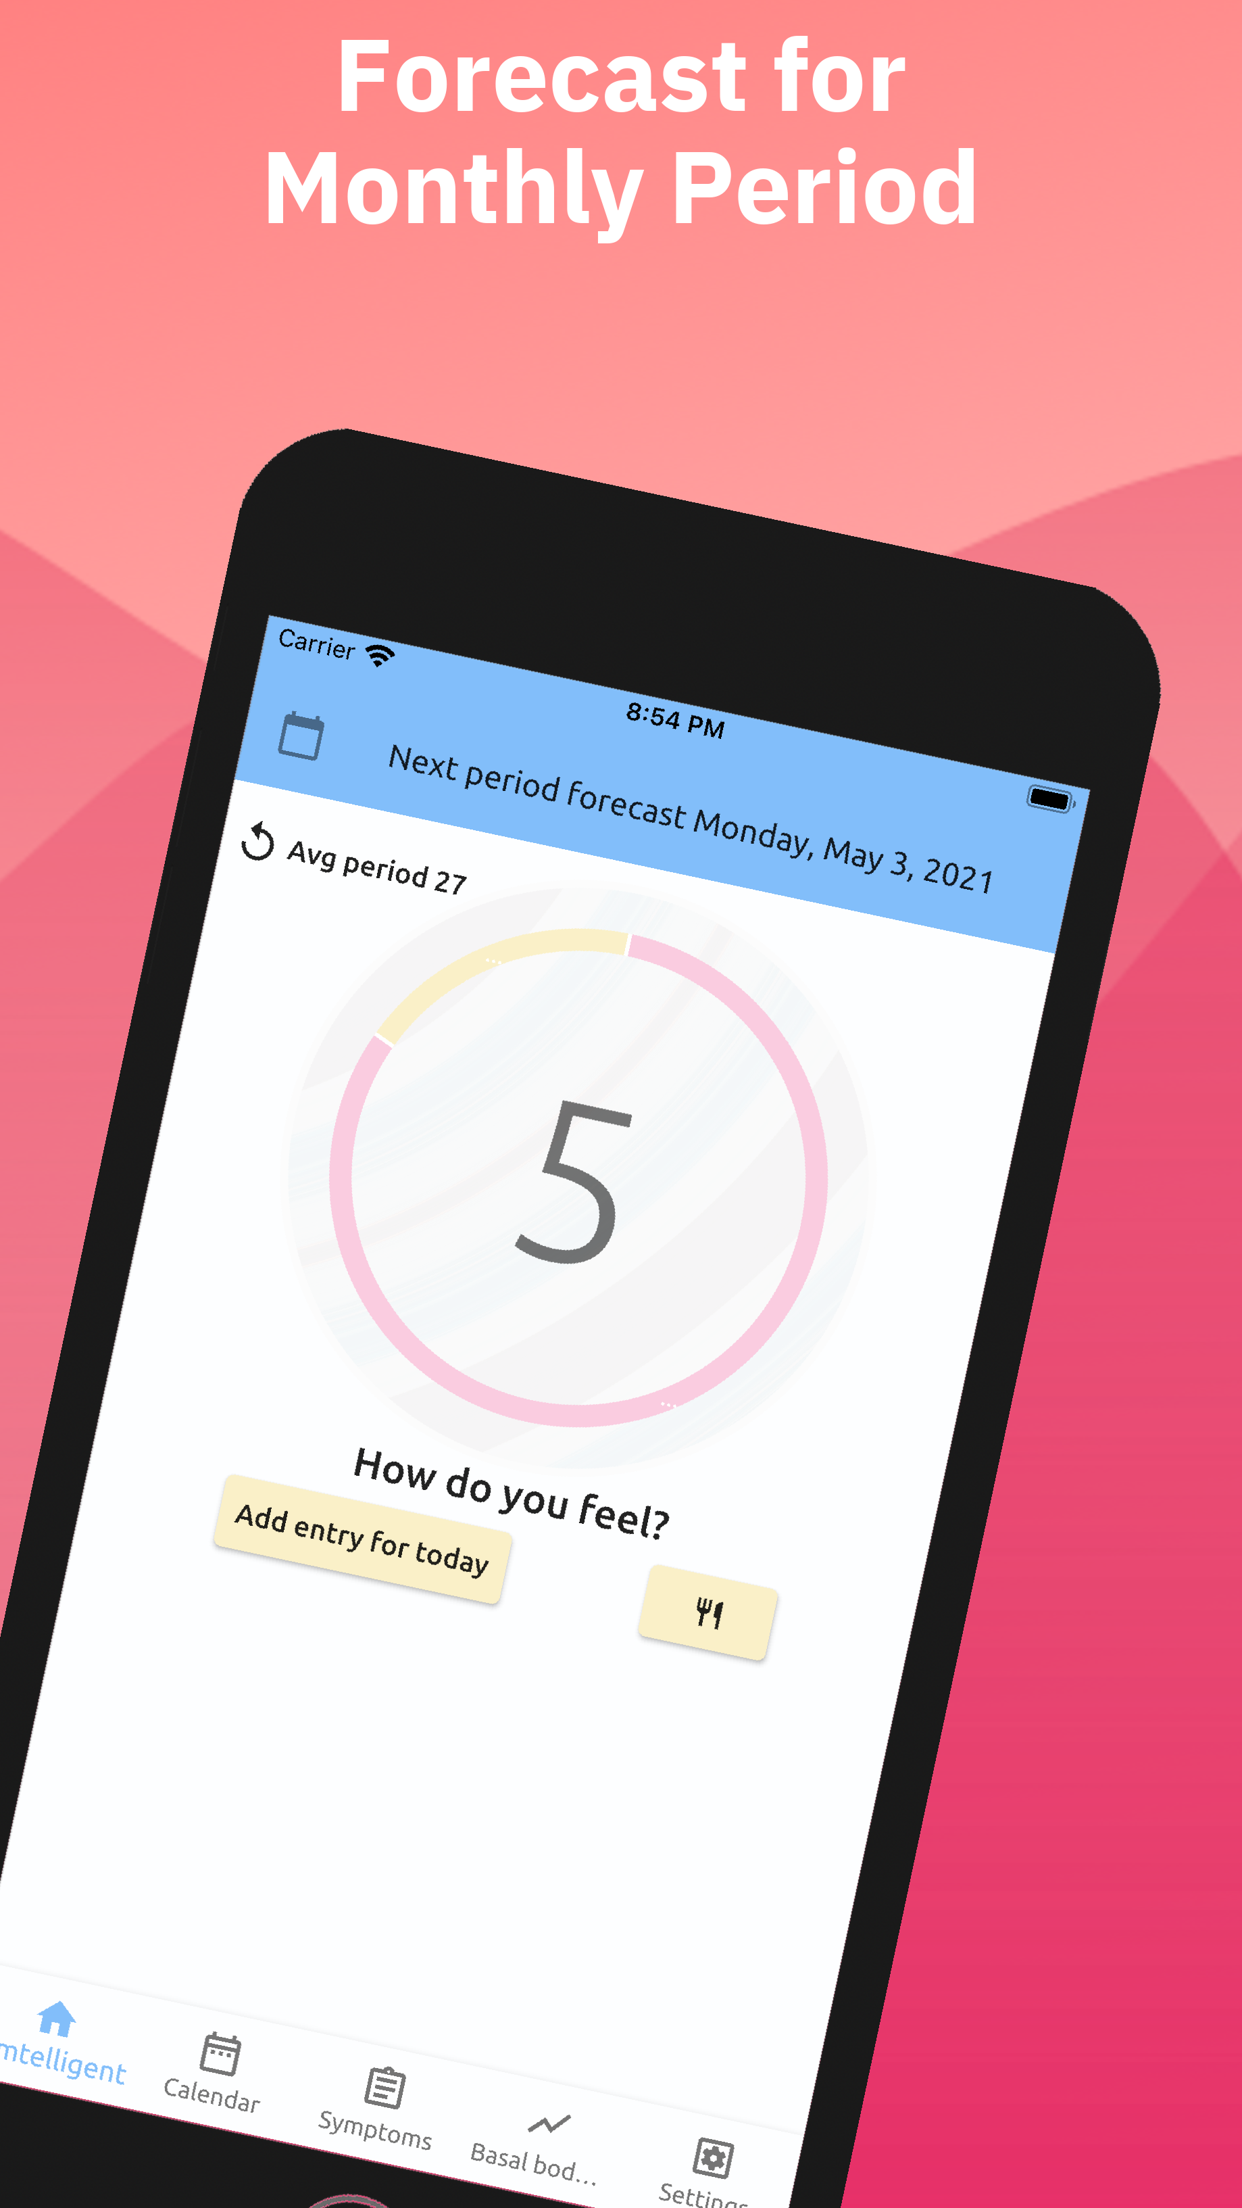 Forecast for
Monthly Period
Carrier
8:54 PM
Next period forecast Monday, May 3, 2021
Avg period 27
5
How do you feel?
Add entry for today
mtelligent
Calendar
Symptoms
Basal bod...
Settings